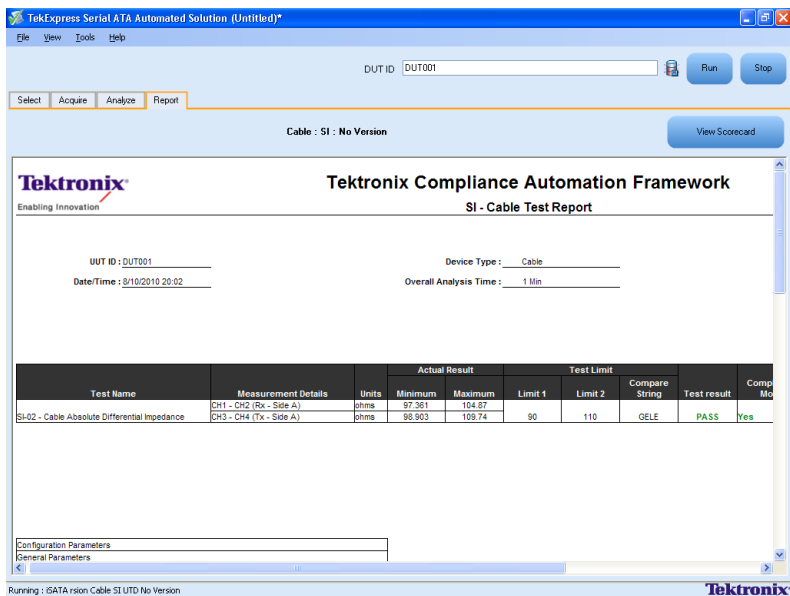 TekExpress Serial ATA Automated Solution (Untitled)*
File View Tools Help
DUT ID DUT001 Run Stop
Select Acquire Analyze Report
Cable : SI : No Version View Scorecard
Tektronix Tektronix Compliance Automation Framework
Enabling Innovation SI - Cable Test Report
UUT ID : DUT001 Device Type : Cable
Date/Time : 8/10/2010 20:02 Overall Analysis Time : 1 Min
Actual Result Test Limit
Test Name Measurement Details Units Minimum Maximum Limit 1 Limit 2 Compare String Test result Comp Mo
CH1 - CH2 (Rx - Side A) ohms 97.361 104.87
SI-02 - Cable Absolute Differential Impedance CH3 - CH4 (Tx - Side A) ohms 98.903 109.74 90 110 GELE PASS Yes
Configuration Parameters
General Parameters
Running : iSATA rsion Cable SI UTD No Version Tektronix